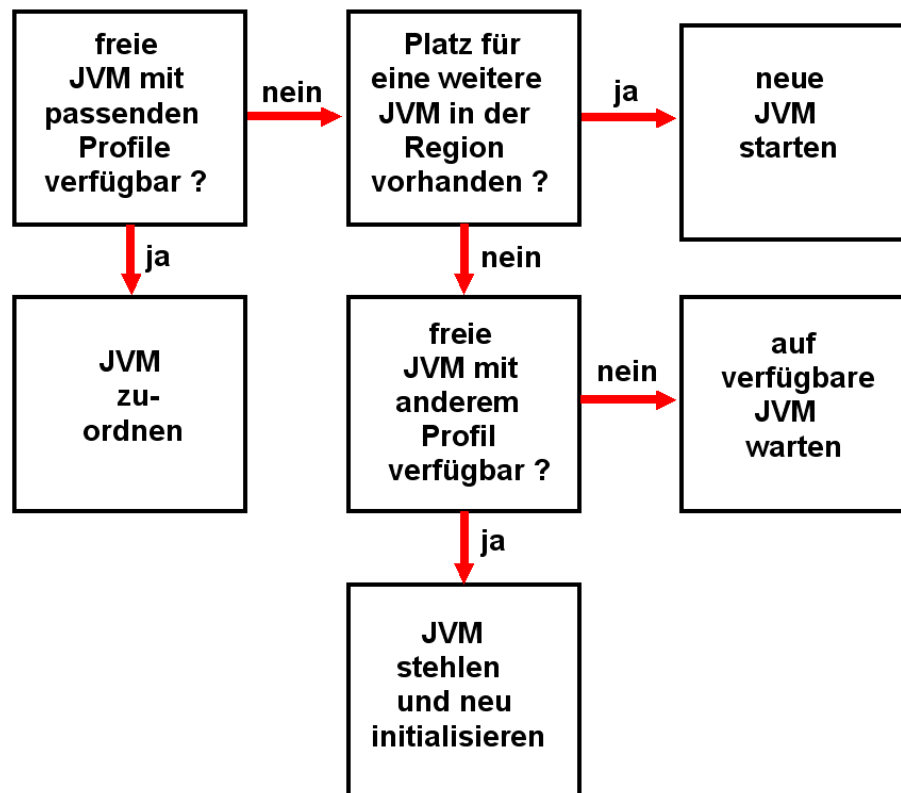 freie
JVM mit
passenden
Profile
verfügbar ?
nein
Platz für
eine weitere
JVM in der
Region
vorhanden ?
ja
neue
JVM
starten
ja
nein
JVM
zu-
ordnen
freie
JVM mit
anderem
Profil
verfügbar ?
nein
auf
verfügbare
JVM
warten
ja
JVM
stehlen
und neu
initialisieren